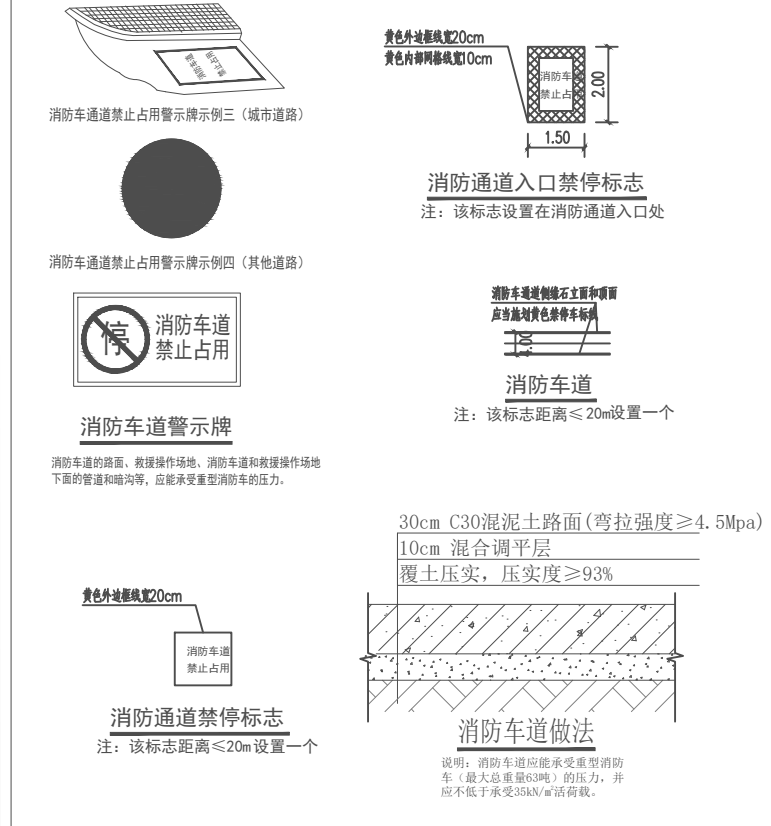 消防车道
禁止占用
消防车通道禁止占用警示牌示例三（城市道路）
消防车通道禁止占用警示牌示例四（其他道路）
停
消防车道
禁止占用
消防车道警示牌
消防车道的路面、救援操作场地、消防车道和救援操作场地
下面的管道和暗沟等，应能承受重型消防车的压力。
黄色外边框线宽20cm
消防车道
禁止占用
消防通道禁停标志
注：该标志距离≤20m设置一个
黄色外边框线宽20cm
黄色内部网格线宽10cm
消防车
禁止占
2.00
1.50
消防通道入口禁停标志
注：该标志设置在消防通道入口处
消防车道道侧缘石立面和顶面
应当施划黄色禁停车标线
4.00
消防车道
注：该标志距离≤20m设置一个
30cm C30混泥土路面(弯拉强度≥4.5Mpa)
10cm 混合调平层
覆土压实，压实度≥93%
消防车道做法
说明：消防车道应能承受重型消防
车（最大总重量63吨）的压力，并
应不低于承受35kN/㎡活荷载。